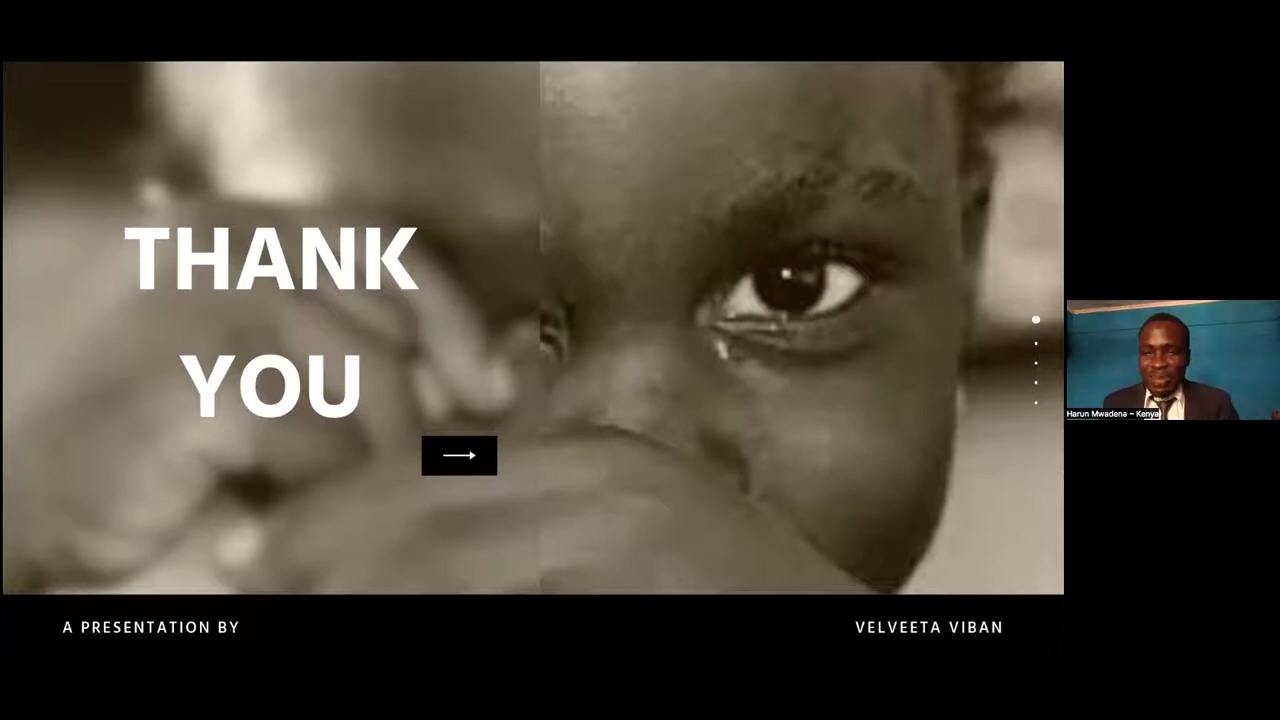 THANK
YOU
A PRESENTATION BY
VELVEETA VIBAN
Harun Mwadena ~ Kenya